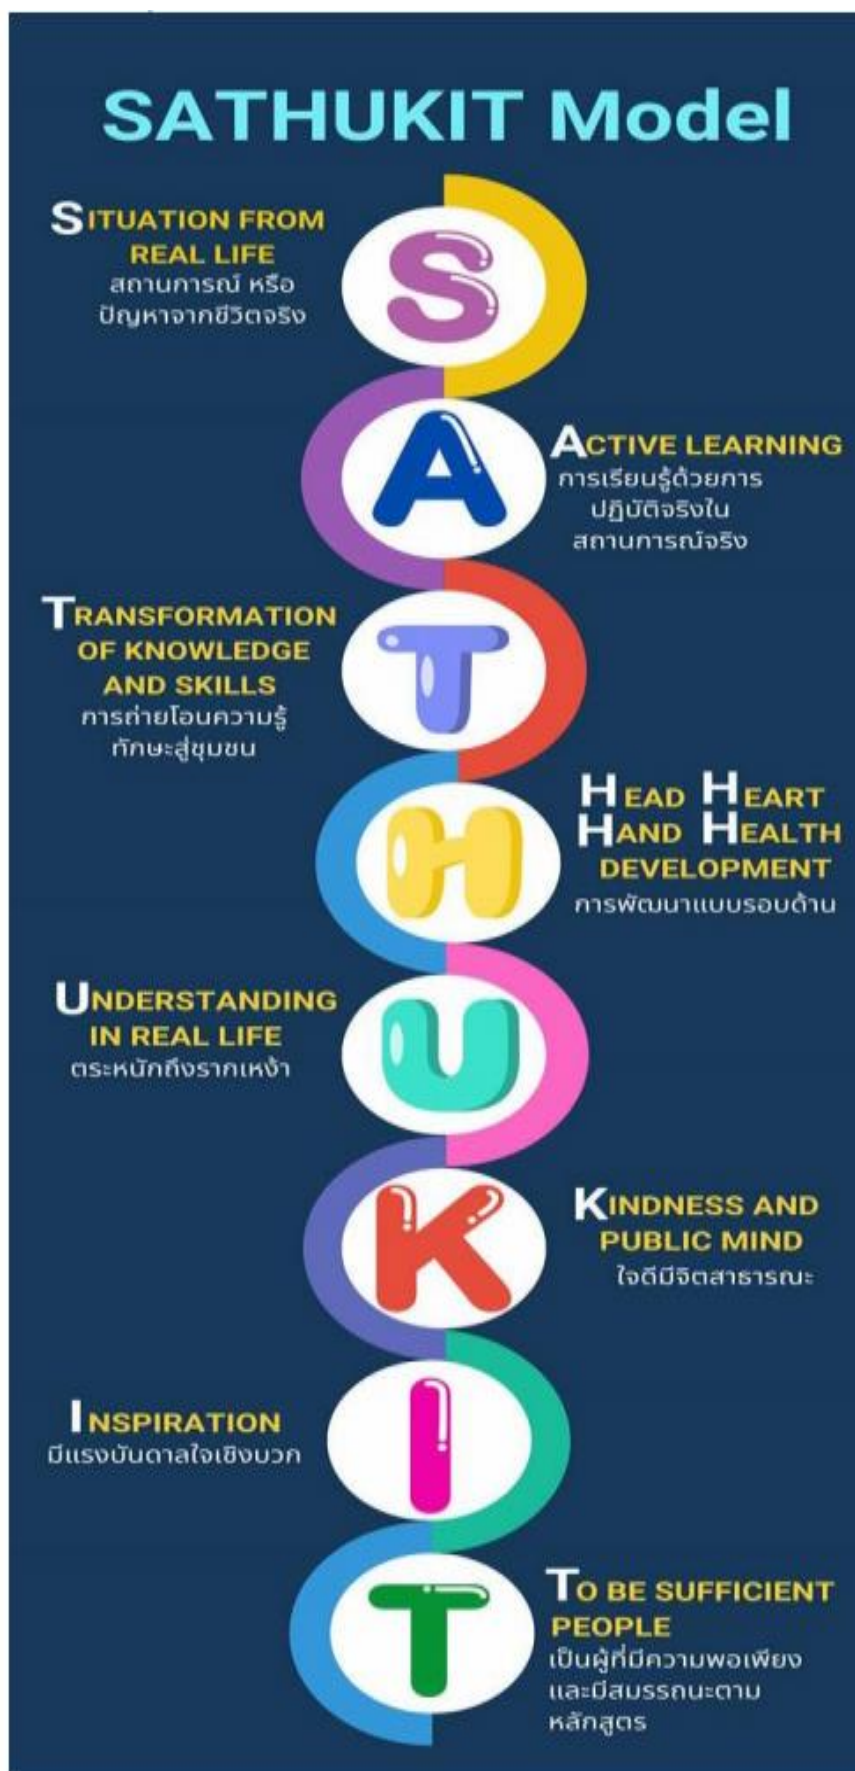 SATHUKIT Model
SITUATION FROM
REAL LIFE
สถานการณ์ หรือ
ปัญหาจากชีวิตจริง
S
A
ACTIVE LEARNING
การเรียนรู้ด้วยการ
ปฏิบัติจริงใน
สถานการณ์จริง
TRANSFORMATION
OF KNOWLEDGE
AND SKILLS
การถ่ายโอนความรู้
ทักษะสู่ชุมชน
T
H
HEAD HEART
HAND HEALTH
DEVELOPMENT
การพัฒนาแบบรอบด้าน
UNDERSTANDING
IN REAL LIFE
ตระหนักถึงรากเหง้า
U
K
KINDNESS AND
PUBLIC MIND
ใจดีมีจิตสาธารณะ
INSPIRATION
มีแรงบันดาลใจเชิงบวก
I
T
TO BE SUFFICIENT
PEOPLE
เป็นผู้ที่มีความพอเพียง
และมีสมรรถนะตาม
หลักสูตร